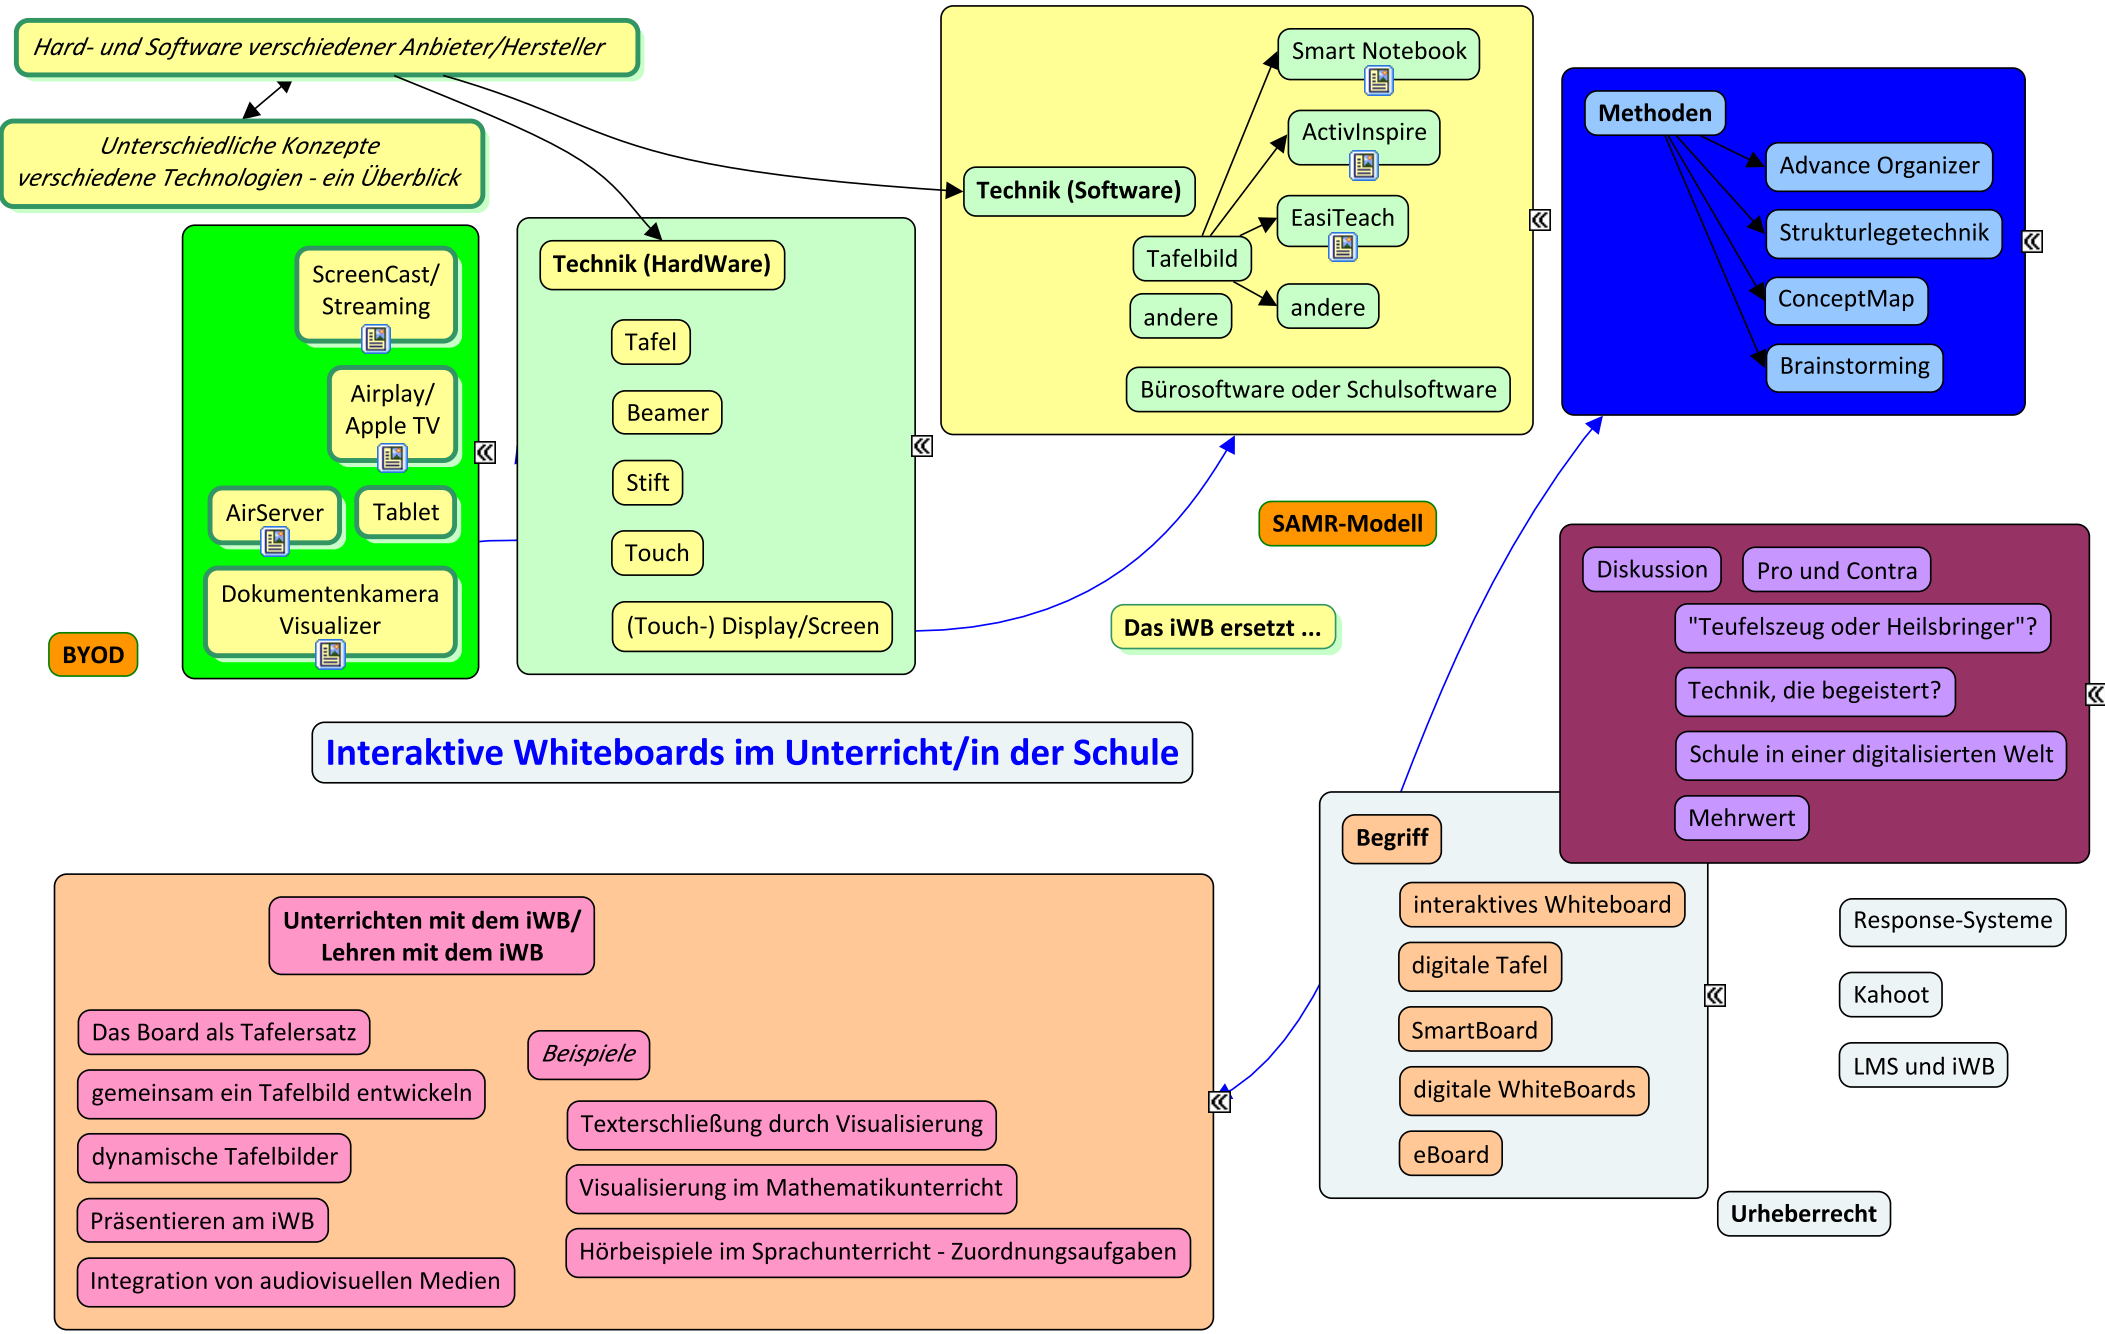 Hard- und Software verschiedener Anbieter/Hersteller
Unterschiedliche Konzepte
verschiedene Technologien - ein Überblick
ScreenCast/
Streaming
Airplay/
Apple TV
AirServer
Tablet
Dokumentenkamera
Visualizer
BYOD
Technik (HardWare)
Tafel
Beamer
Stift
Touch
(Touch-) Display/Screen
Technik (Software)
Smart Notebook
ActivInspire
EasiTeach
Tafelbild
andere
andere
Bürosoftware oder Schulsoftware
Methoden
Advance Organizer
Strukturlegetechnik
ConceptMap
Brainstorming
SAMR-Modell
Das iWB ersetzt ...
Diskussion
Pro und Contra
"Teufelszeug oder Heilsbringer"?
Technik, die begeistert?
Schule in einer digitalisierten Welt
Mehrwert
Interaktive Whiteboards im Unterricht/in der Schule
Begriff
interaktives Whiteboard
digitale Tafel
SmartBoard
digitale WhiteBoards
eBoard
Response-Systeme
Kahoot
LMS und iWB
Urheberrecht
Unterrichten mit dem iWB/
Lehren mit dem iWB
Das Board als Tafelersatz
gemeinsam ein Tafelbild entwickeln
dynamische Tafelbilder
Präsentieren am iWB
Integration von audiovisuellen Medien
Beispiele
Texterschließung durch Visualisierung
Visualisierung im Mathematikunterricht
Hörbeispiele im Sprachunterricht - Zuordnungsaufgaben